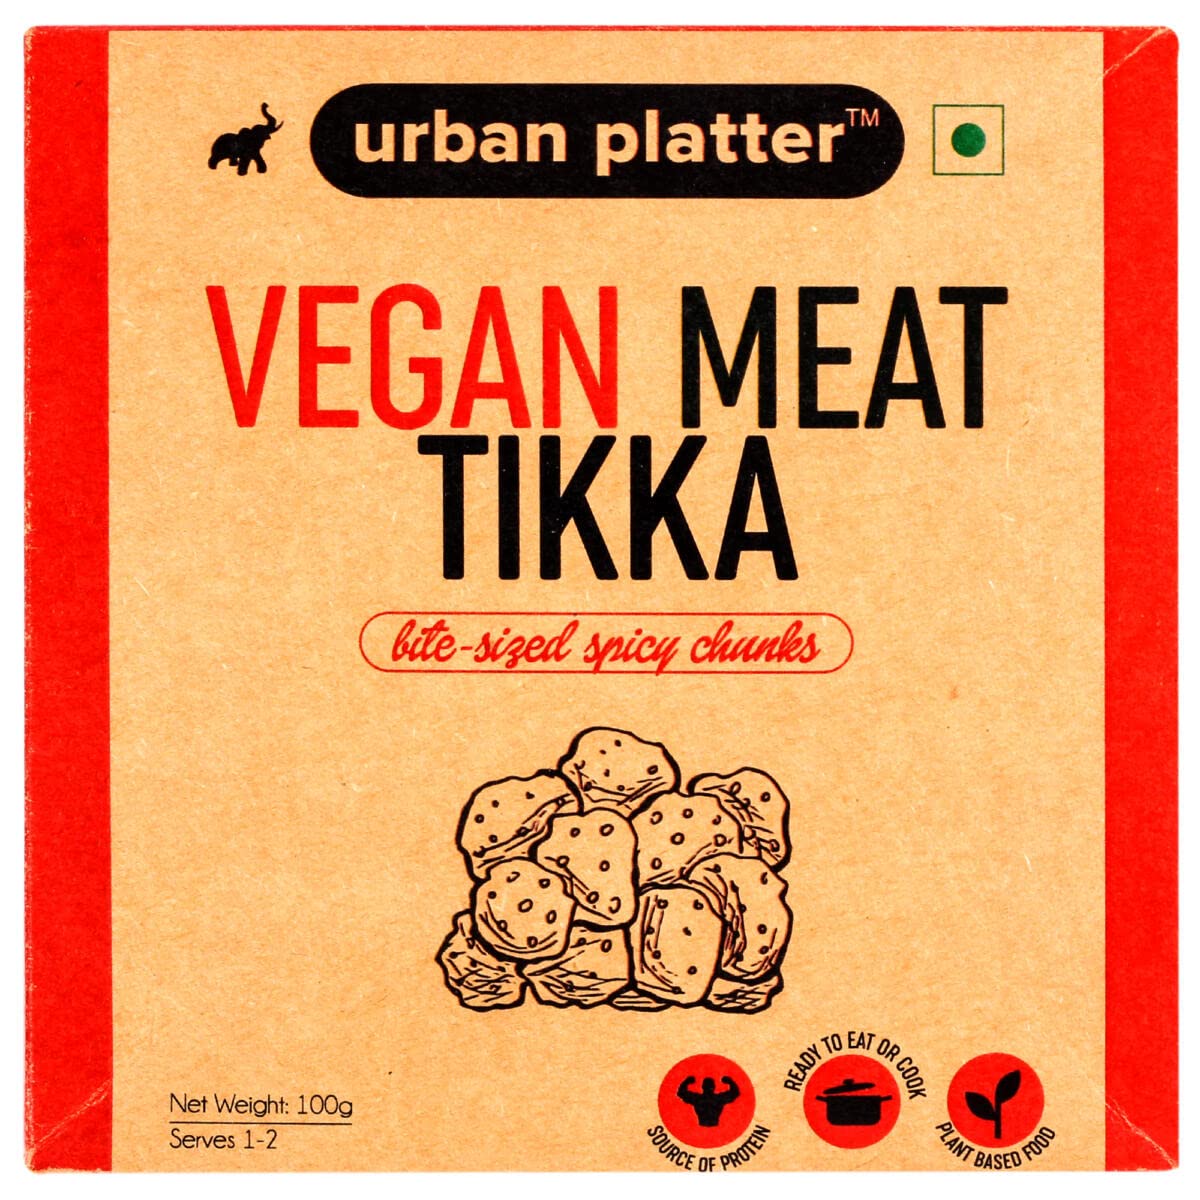 urban platter™
VEGAN MEAT
TIKKA
bite-sized spicy chunks
READY TO EAT OR COOK
Net Weight: 100g
Serves 1-2
SOURCE OF PROTEIN
PLANT BASED FOOD